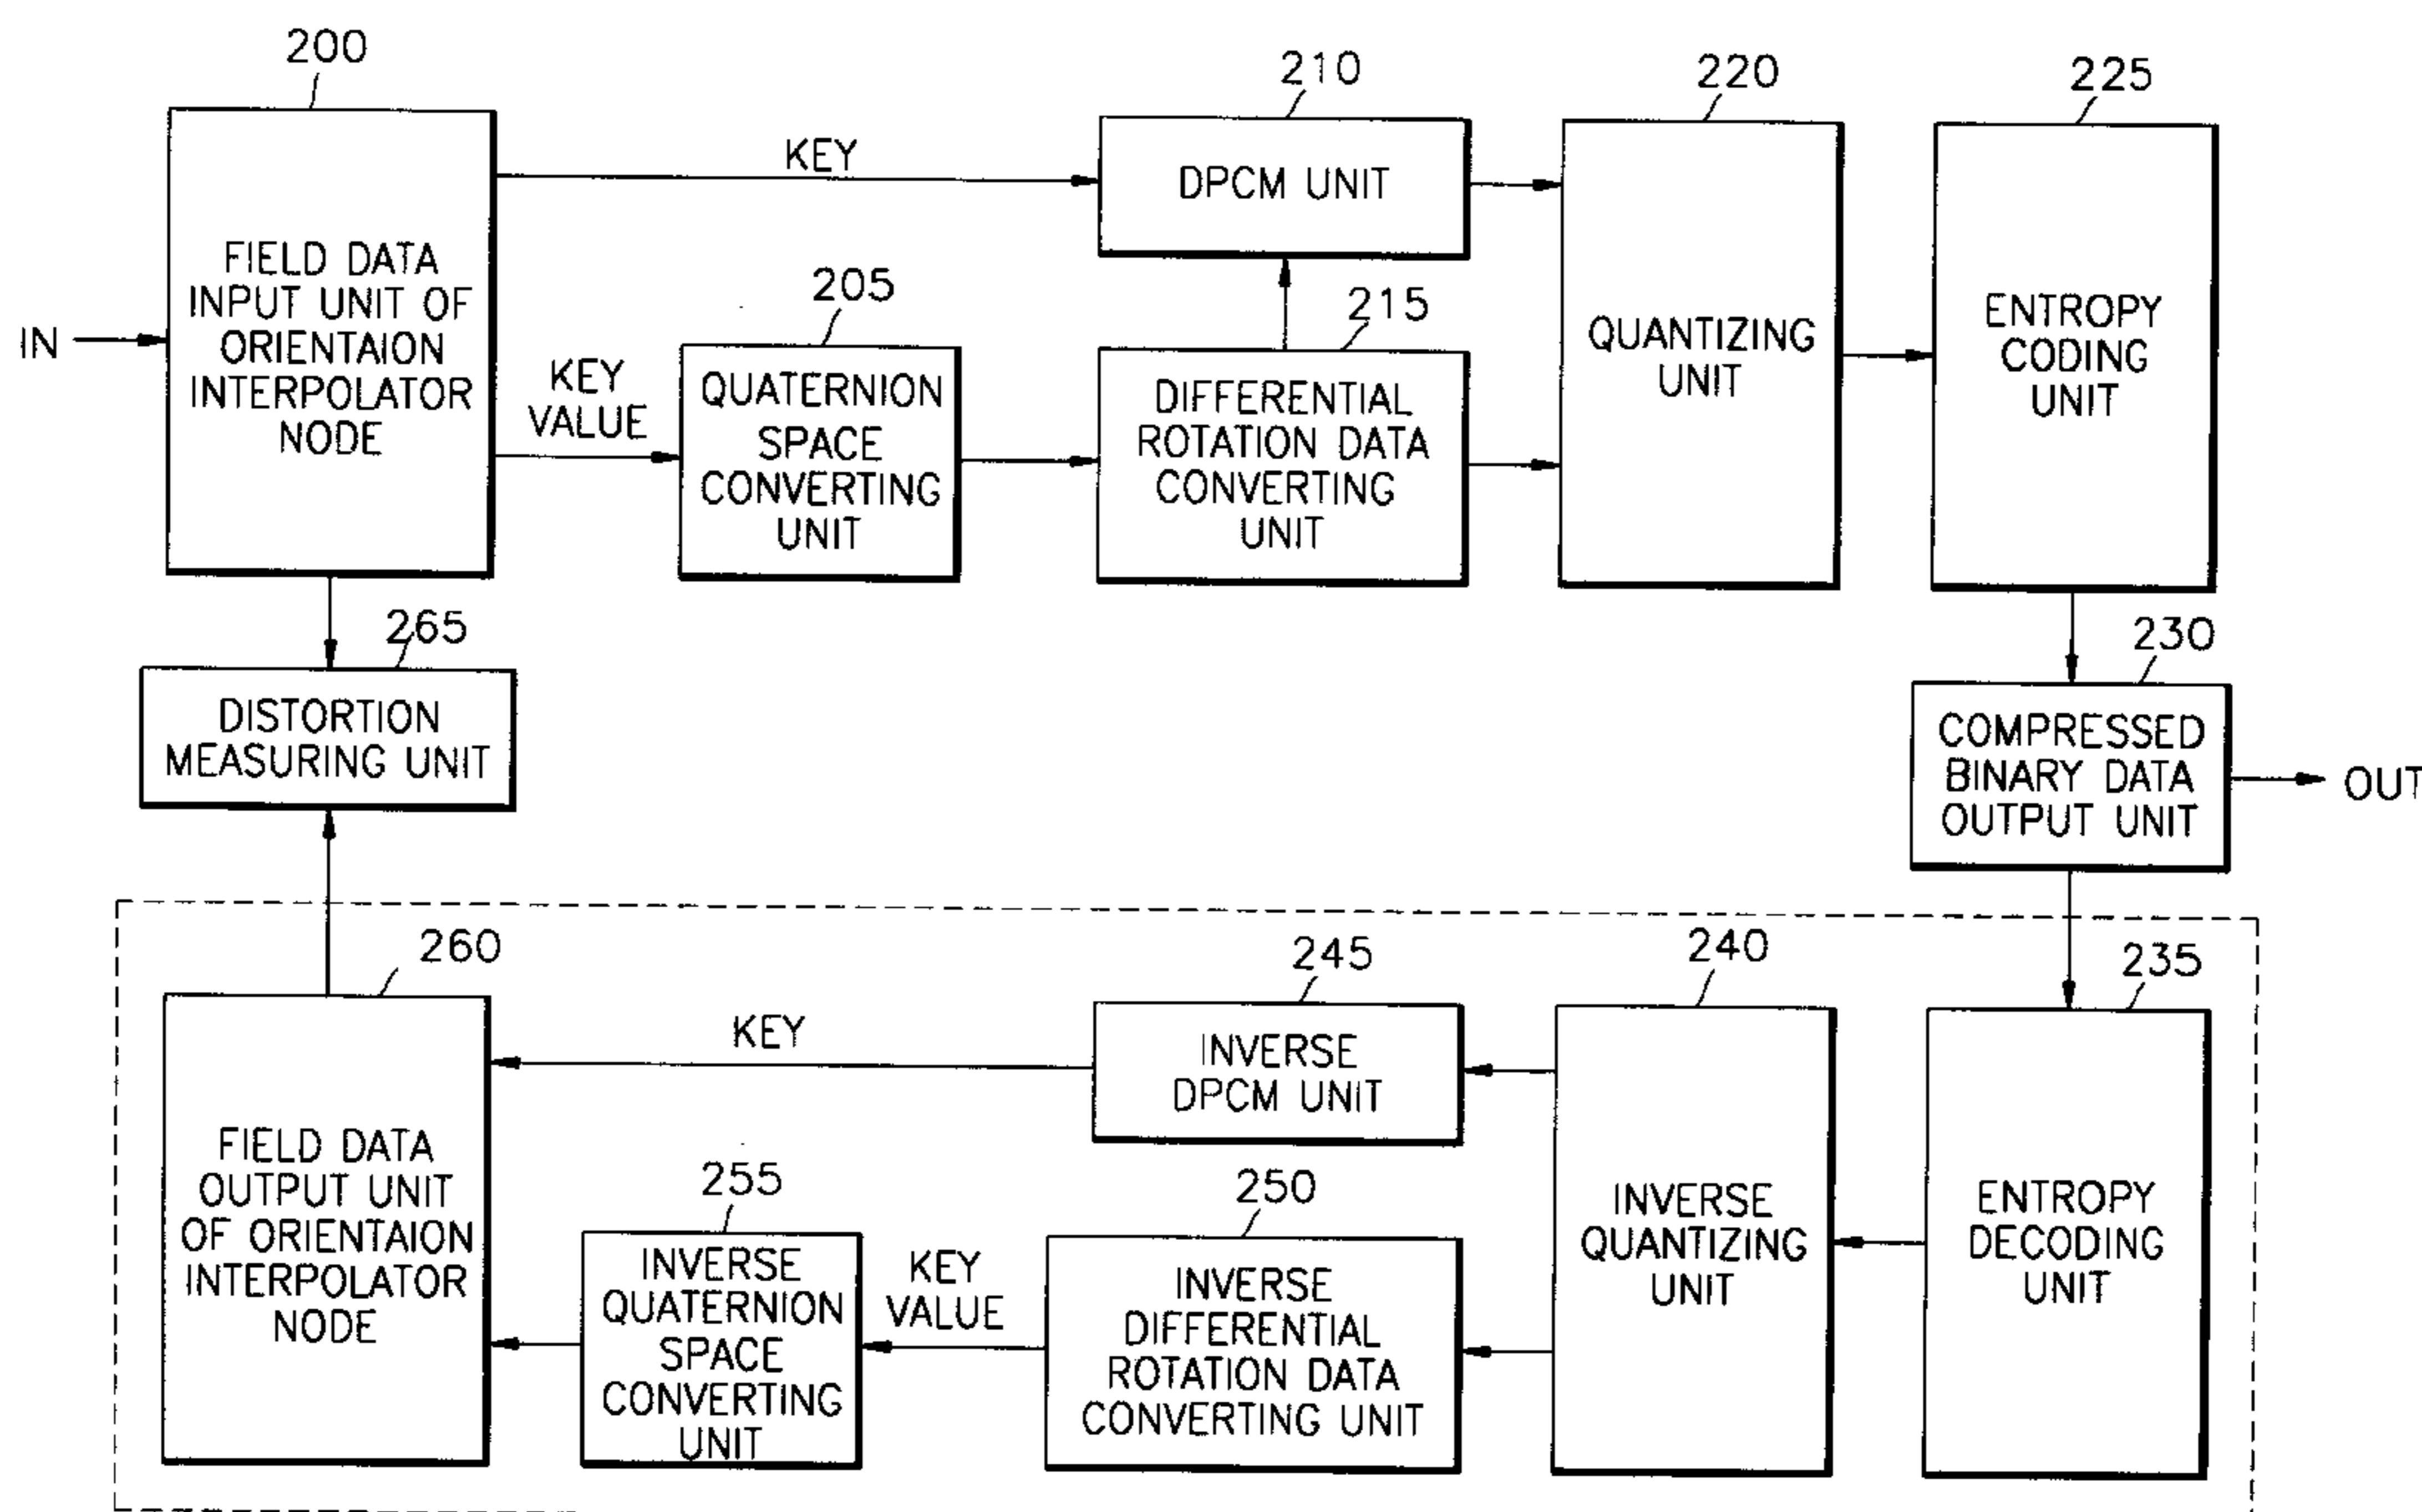 200
210
220
225
KEY
DPCM UNIT
FIELD DATA
INPUT UNIT OF
ORIENTAION
INTERPOLATOR
NODE
IN
205
215
KEY
VALUE
QUATERNION
SPACE
CONVERTING
UNIT
DIFFERENTIAL
ROTATION DATA
CONVERTING
UNIT
QUANTIZING
UNIT
ENTROPY
CODING
UNIT
265
230
DISTORTION
MEASURING UNIT
COMPRESSED
BINARY DATA
OUTPUT UNIT
OUT
260
245
240
235
KEY
INVERSE
DPCM UNIT
FIELD DATA
OUTPUT UNIT
OF ORIENTAION
INTERPOLATOR
NODE
255
250
INVERSE
QUATERNION
SPACE
CONVERTING
UNIT
KEY
VALUE
INVERSE
DIFFERENTIAL
ROTATION DATA
CONVERTING UNIT
INVERSE
QUANTIZING
UNIT
ENTROPY
DECODING
UNIT